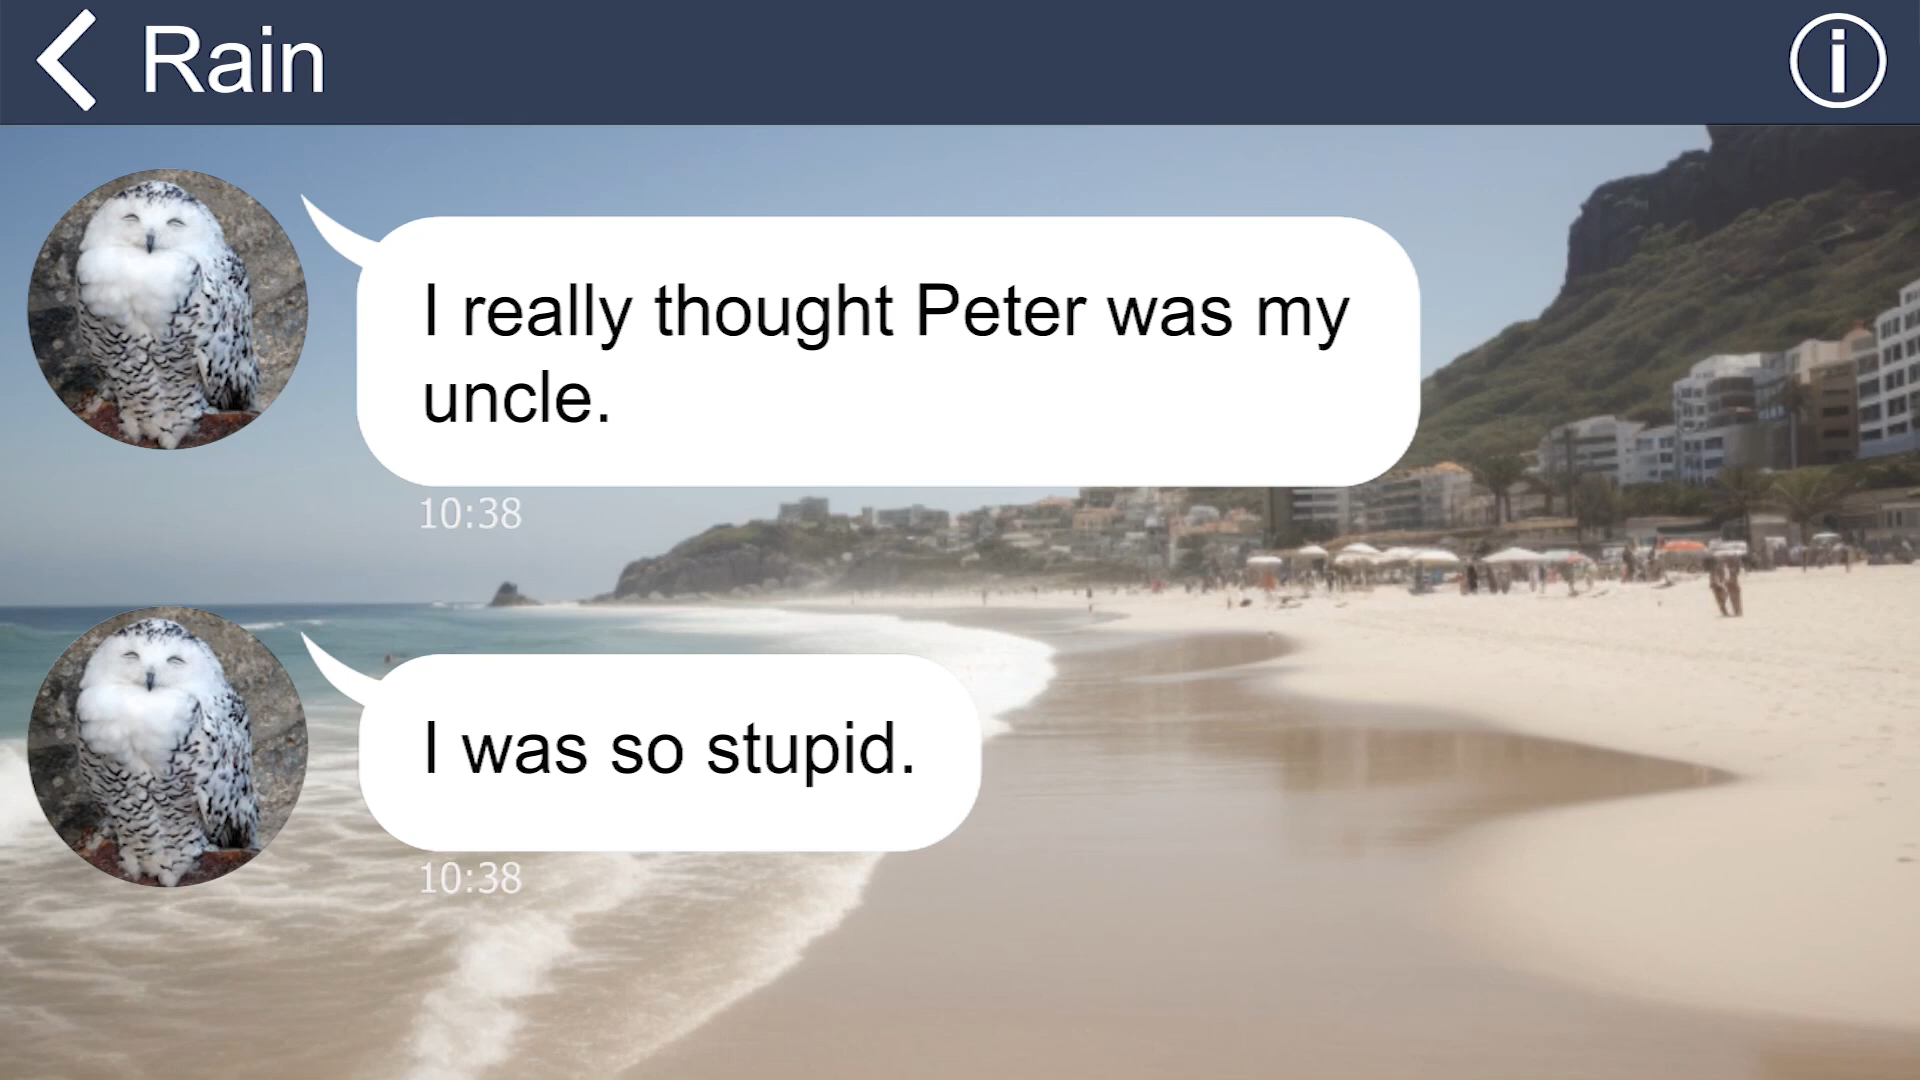 Rain
I really thought Peter was my
uncle.
10:38
I was so stupid.
10:38